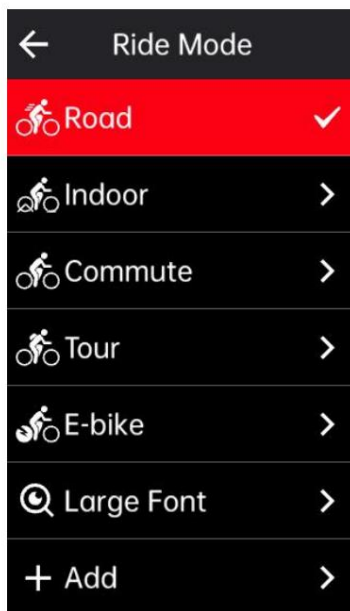 Ride Mode
Road
Indoor
Commute
Tour
E-bike
Large Font
Add